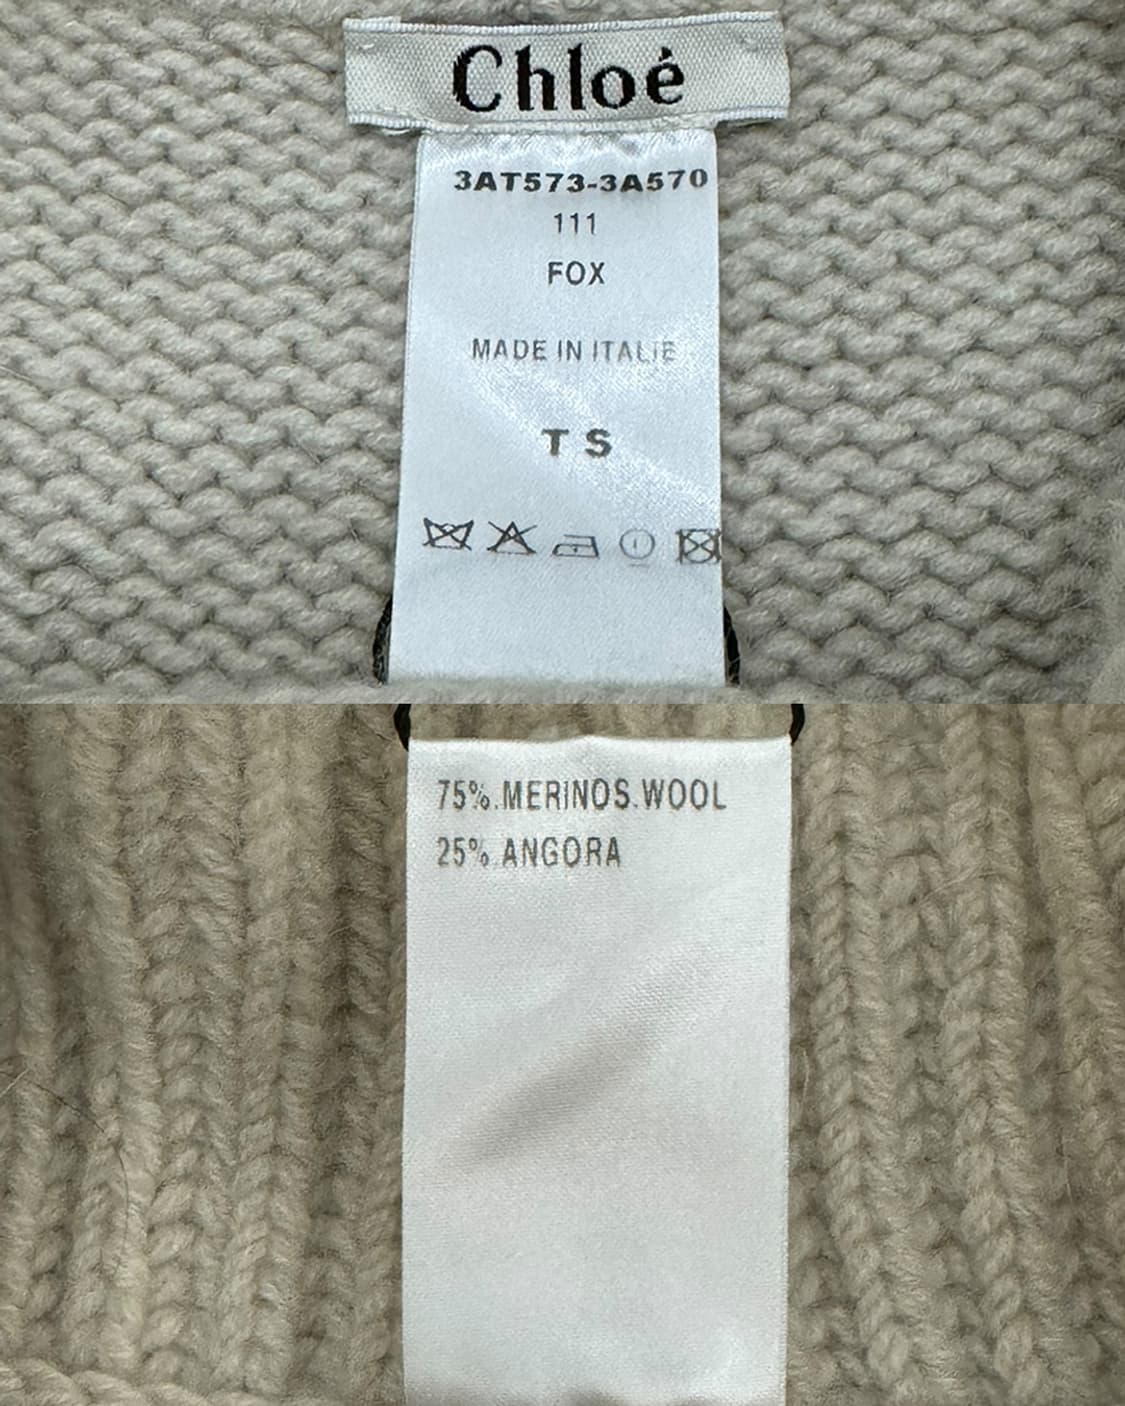 Chloé
3AT573-3A570
111
FOX
MADE IN ITALIE
T S
75%.MERINOS.WOOL
25%.ANGORA